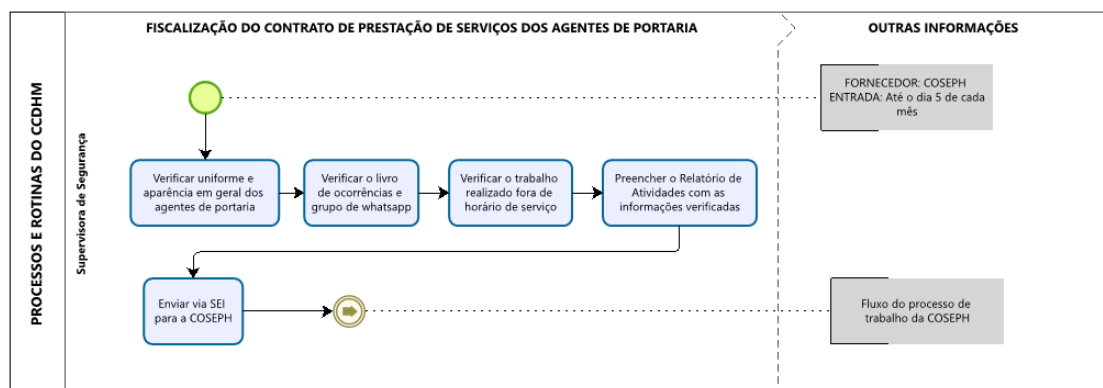 FISCALIZAÇÃO DO CONTRATO DE PRESTAÇÃO DE SERVIÇOS DOS AGENTES DE PORTARIA
OUTRAS INFORMAÇÕES
PROCESSOS E ROTINAS DO CCDHM
Supervisora de Segurança
FORNECEDOR: COSEPH
ENTRADA: Até o dia 5 de cada
mês
Verificar uniforme e
aparência em geral dos
agentes de portaria
Verificar o livro
de ocorrências e
grupo de whatsapp
Verificar o trabalho
realizado fora de
horário de serviço
Preencher o Relatório de
Atividades com as
informações verificadas
Enviar via SEI
para a COSEPH
Fluxo do processo de
trabalho da COSEPH